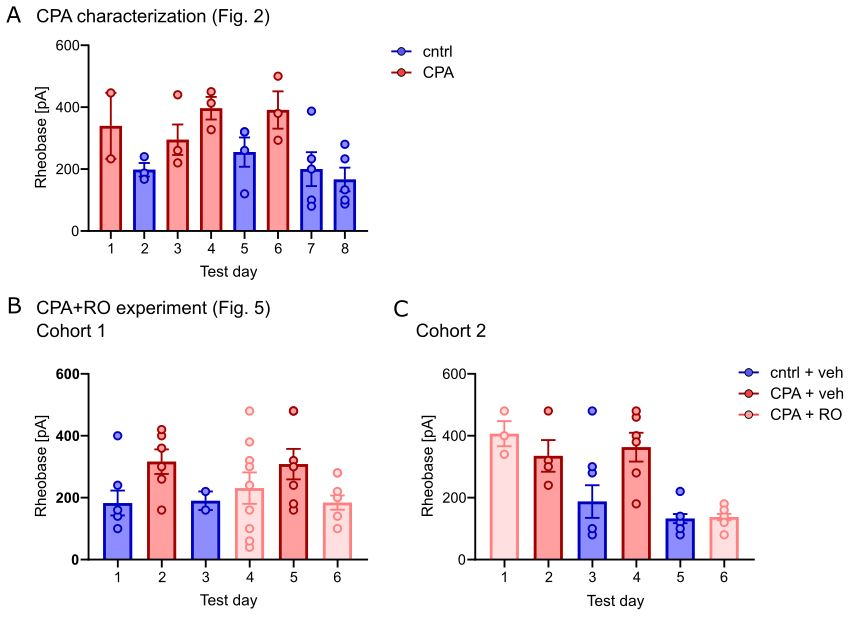 A CPA characterization (Fig. 2)
600
400
200
0
Rheobase [pA]
1 2 3 4 5 6 7 8
Test day
cntrl
CPA
B CPA+RO experiment (Fig. 5)
Cohort 1
600
400
200
0
Rheobase [pA]
1 2 3 4 5 6
Test day
C
Cohort 2
600
400
200
0
Rheobase [pA]
1 2 3 4 5 6
Test day
cntrl + veh
CPA + veh
CPA + RO